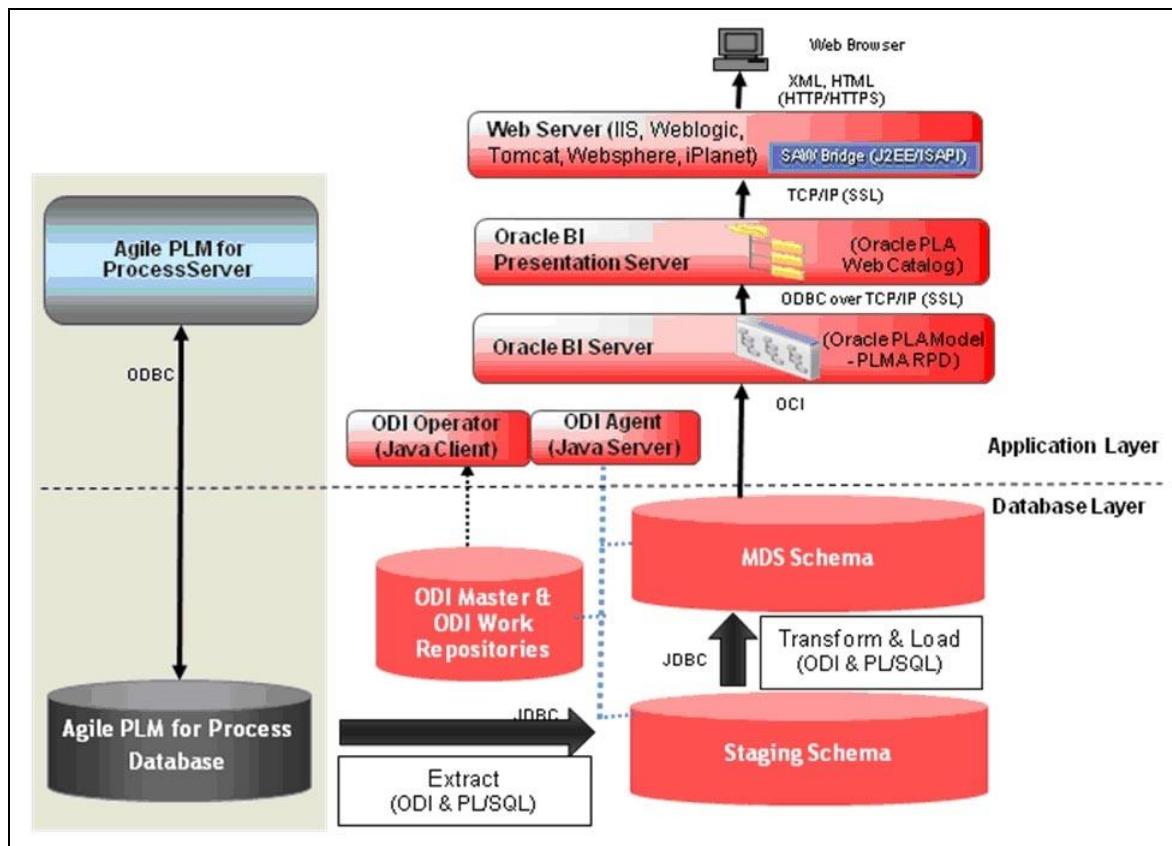 Web Browser
XML, HTML
(HTTP/HTTPS)
Web Server (IIS, Weblogic,
Tomcat, Websphere, iPlanet)
SAW Bridge (J2EE/ISAPI)
TCP/IP (SSL)
Agile PLM for
ProcessServer
Oracle BI
Presentation Server
(Oracle PLA
Web Catalog)
ODBC over TCP/IP (SSL)
Oracle BI Server
(Oracle PLAModel
- PLMA RPD)
ODBC
OCI
ODI Operator
(Java Client)
ODI Agent
(Java Server)
Application Layer
Database Layer
MDS Schema
ODI Master &
ODI Work
Repositories
JDBC
Transform & Load
(ODI & PL/SQL)
Agile PLM for Process
Database
JDBC
Extract
(ODI & PL/SQL)
Staging Schema